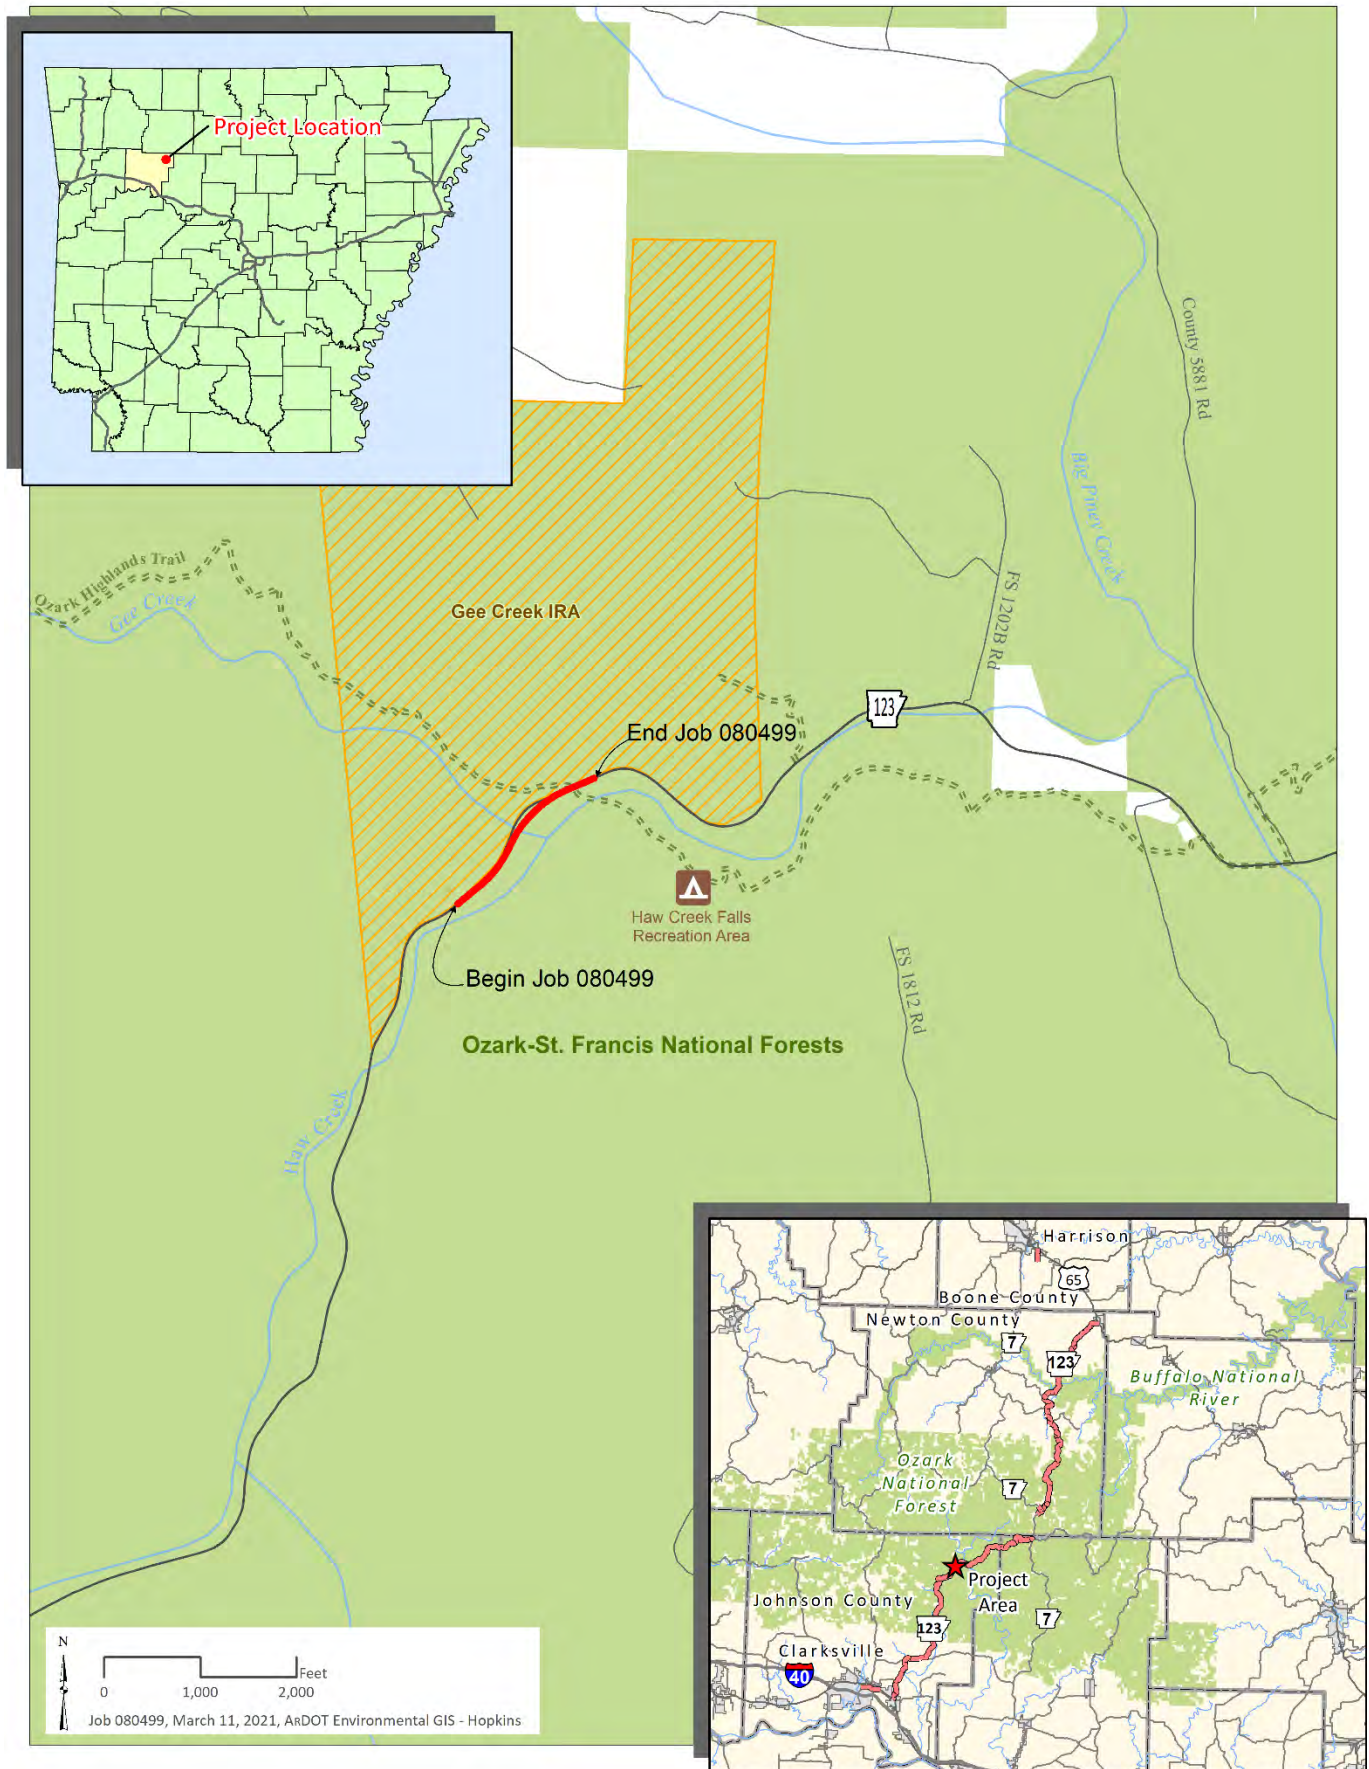 Project Location
County 5881 Rd
Big Piney Creek
Ozark Highlands Trail
Gee Creek
Gee Creek IRA
FS 1202B Rd
123
End Job 080499
Haw Creek Falls
Recreation Area
Begin Job 080499
FS 1812 Rd
Ozark-St. Francis National Forests
Haw Creek
Harrison
65
Boone County
Newton County
7
123
Buffalo National
River
Ozark
National
Forest
7
Project
Area
Johnson County
7
123
Clarksville
40
N
Feet
0 1,000 2,000
Job 080499, March 11, 2021, ARDOT Environmental GIS - Hopkins